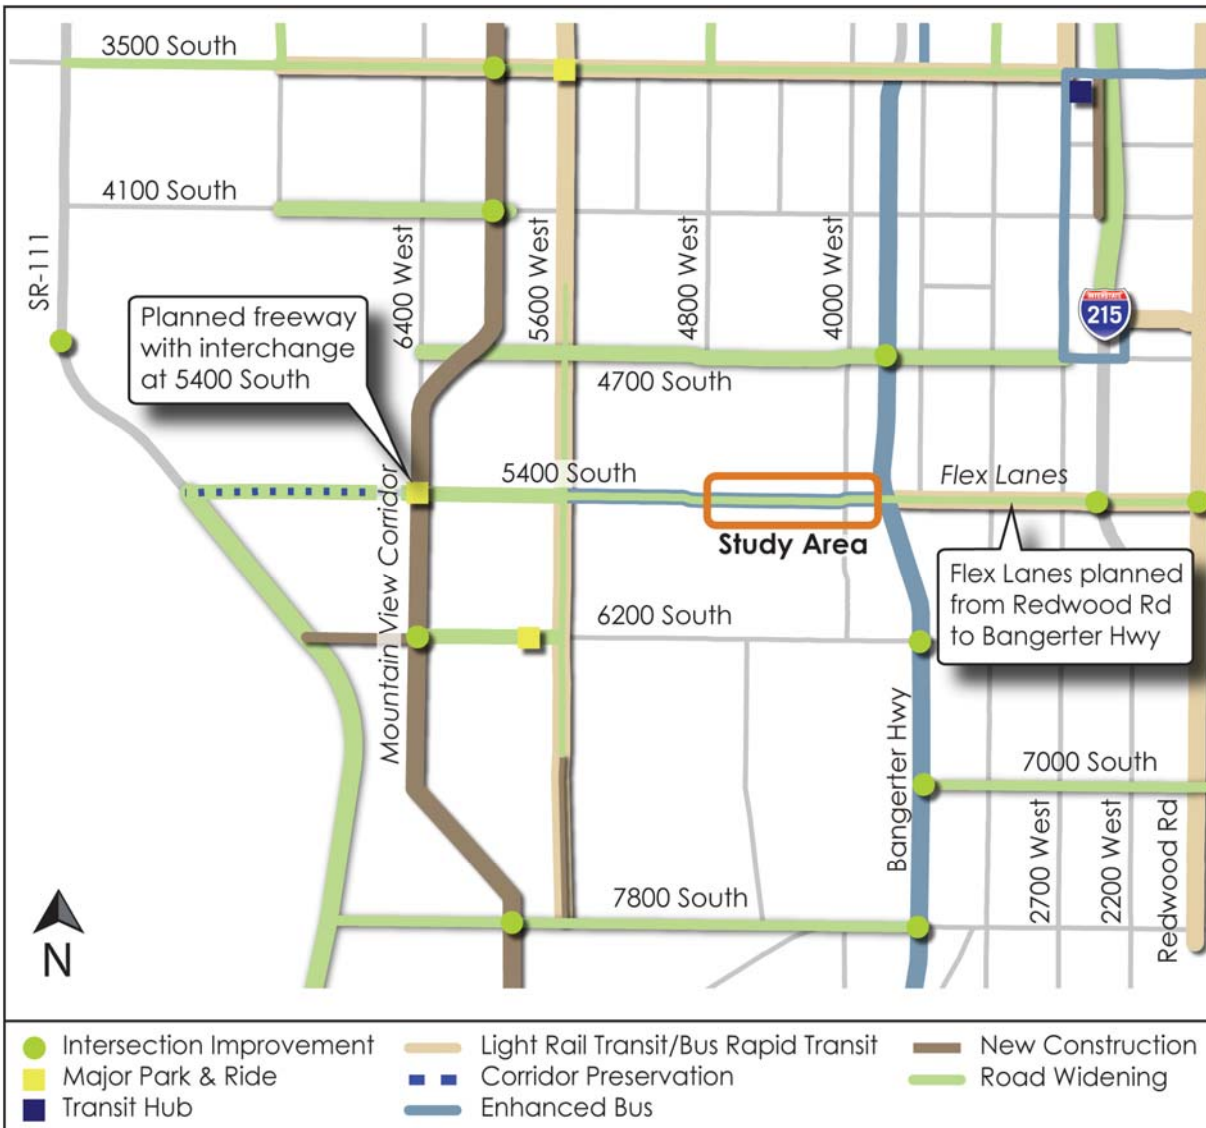 3500 South
4100 South
SR-111
6400 West
5600 West
4800 West
4000 West
Planned freeway
with interchange
at 5400 South
INTERSTATE
215
4700 South
5400 South
Flex Lanes
Study Area
Mountain View Corridor
Flex Lanes planned
from Redwood Rd
to Bangerter Hwy
6200 South
Bangerter Hwy
7000 South
2700 West
2200 West
Redwood Rd
7800 South
N
Intersection Improvement
Light Rail Transit/Bus Rapid Transit
New Construction
Major Park & Ride
Corridor Preservation
Road Widening
Transit Hub
Enhanced Bus